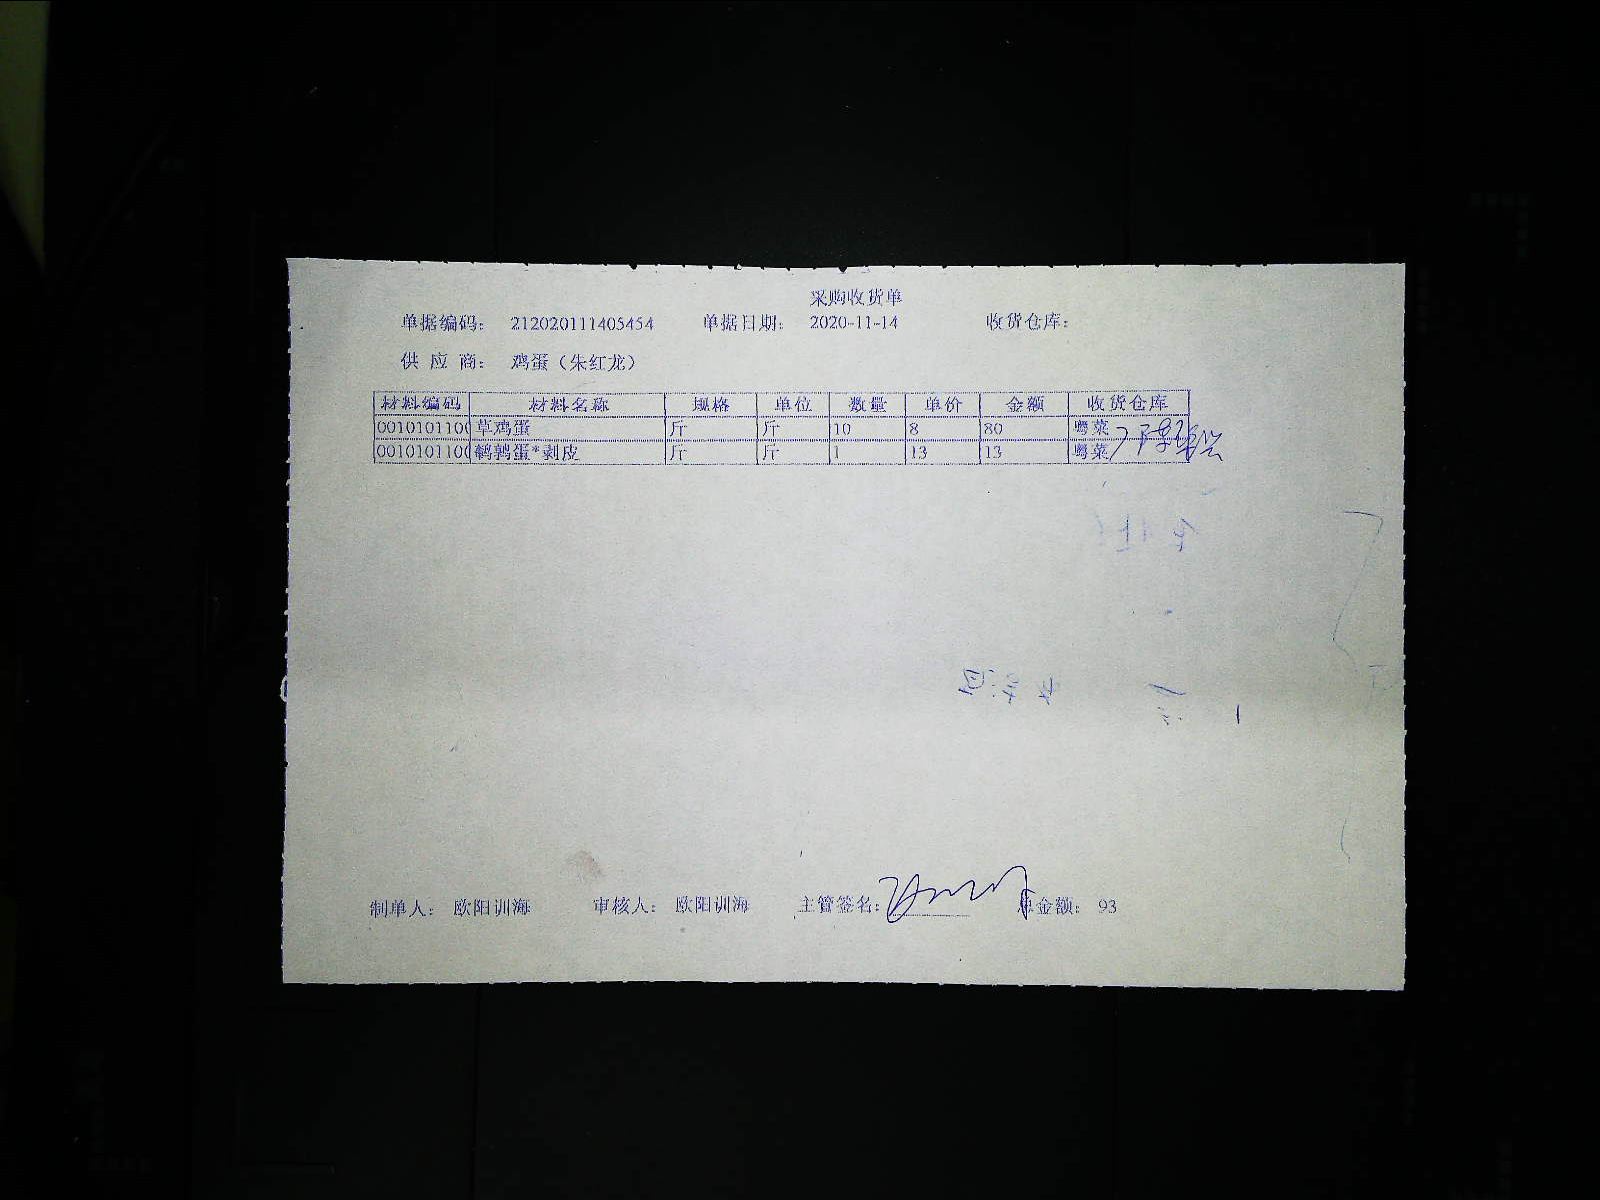 采购收货单
单据编码： 212020111405454 单据日期： 2020-11-14 收货仓库：
供 应 商： 鸡蛋（朱红龙）
材料编码 材料名称 规格 单位 数量 单价 金额 收货仓库
0010101100 草鸡蛋 斤 斤 10 8 80 粤菜
0010101100 鹌鹑蛋*剥皮 斤 斤 1 13 13 粤菜
制单人： 欧阳训海 审核人： 欧阳训海 主管签名： 总金额： 93